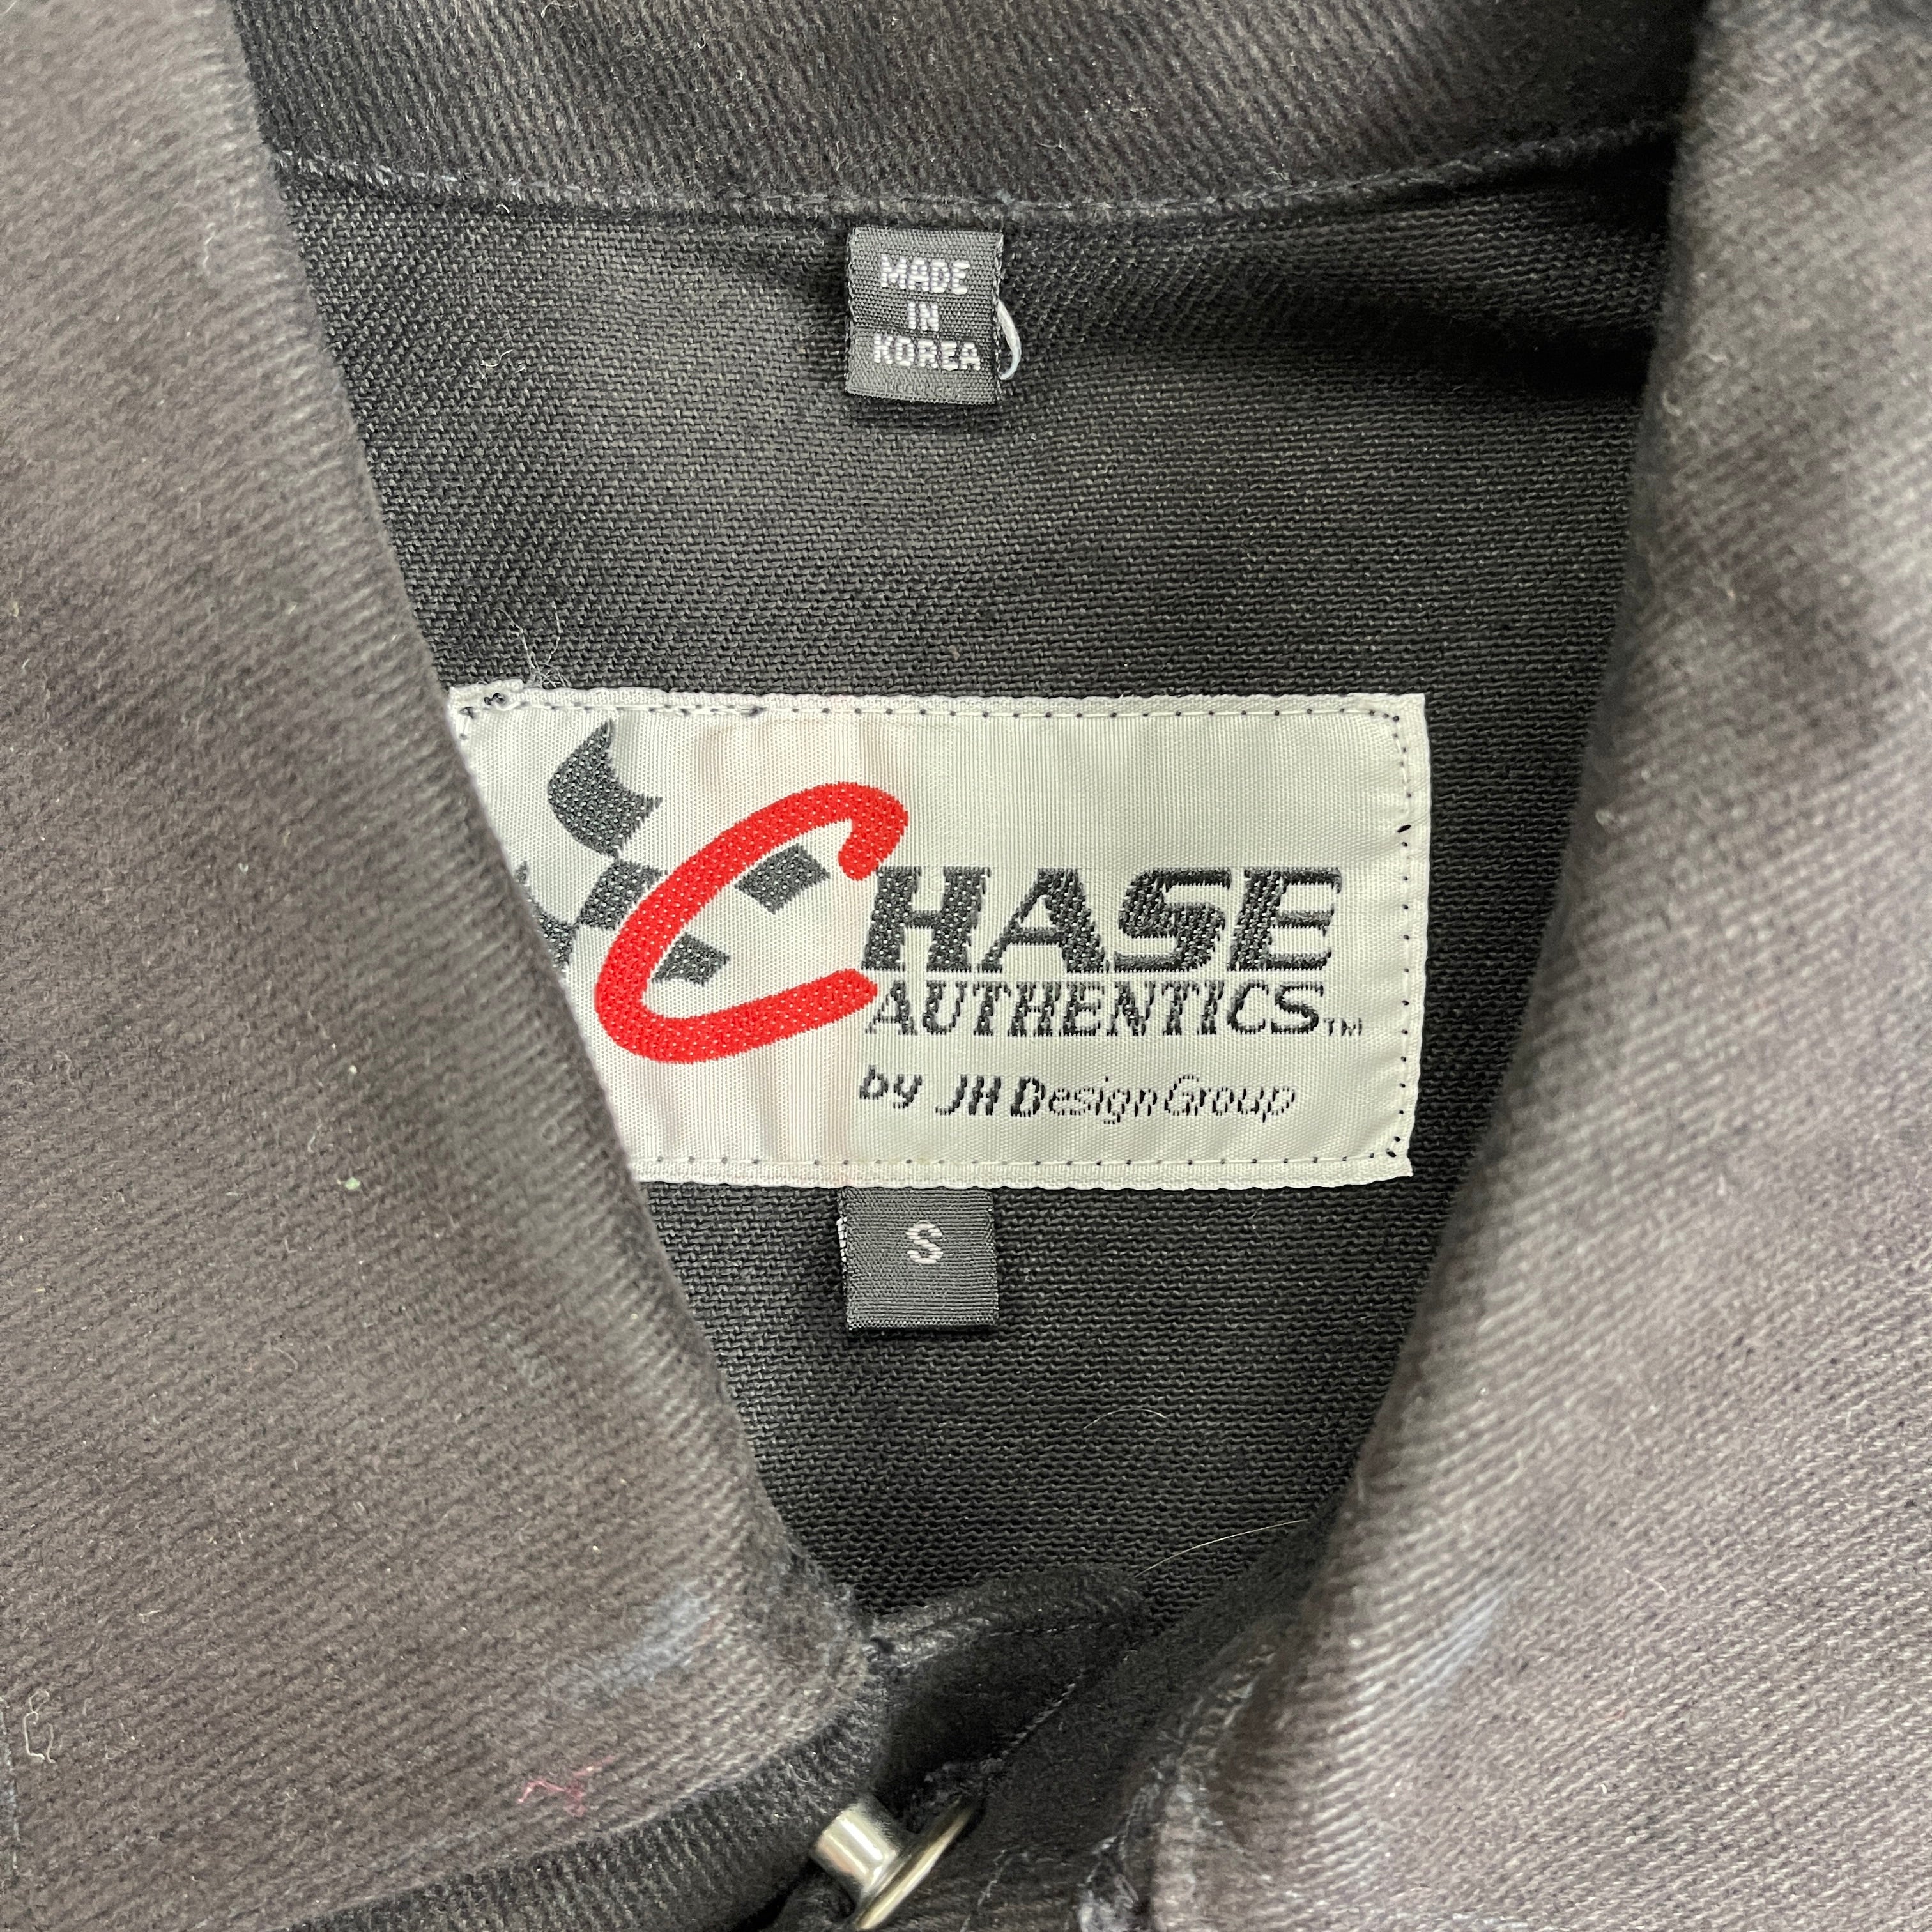 MADE
IN
KOREA
CHASE
AUTHENTICS™
by JH Design Group
S